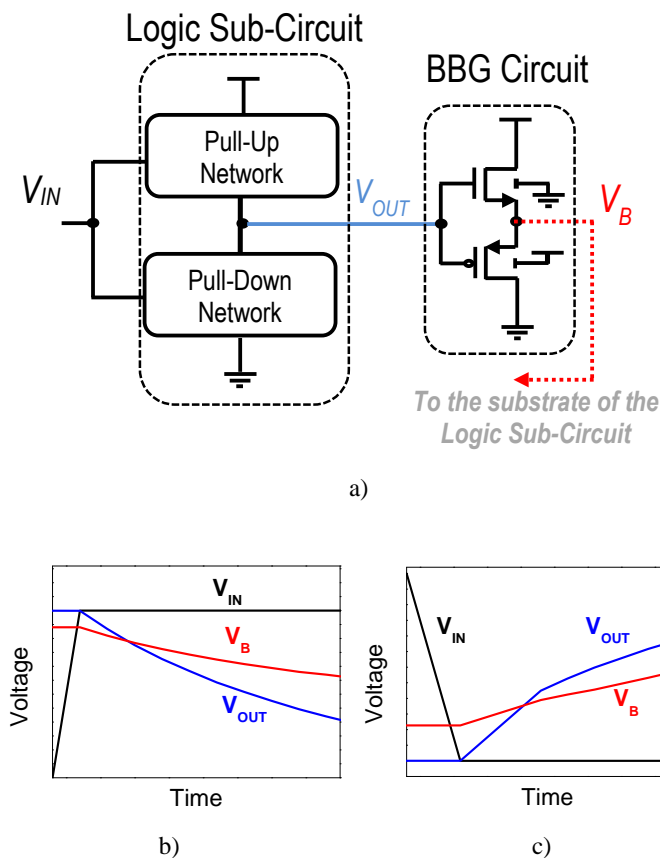 Logic Sub-Circuit
BBG Circuit
Pull-Up
Network
V_IN
V_OUT
V_B
Pull-Down
Network
To the substrate of the
Logic Sub-Circuit
a)
Voltage
V_IN
V_B
V_OUT
Time
b)
Voltage
V_IN
V_OUT
V_B
Time
c)